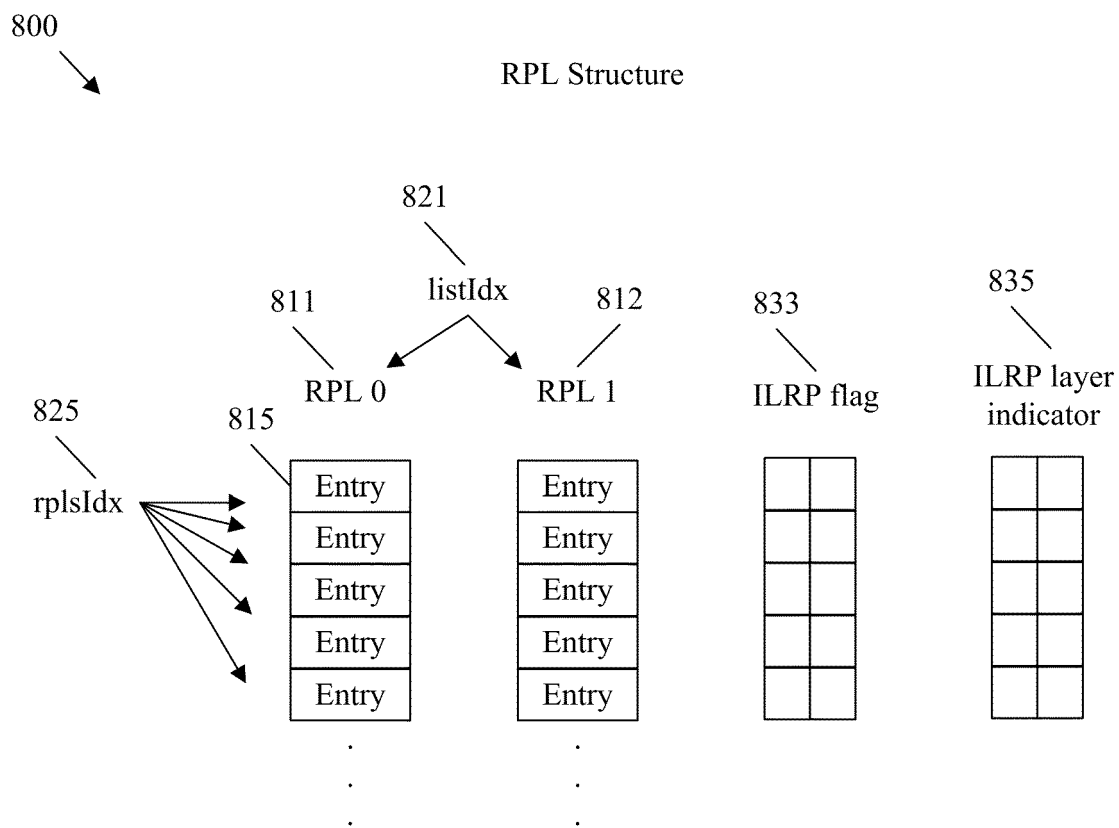 800
RPL Structure
821
listIdx
811
812
833
835
RPL 0
RPL 1
ILRP flag
ILRP layer
indicator
825
815
rplsIdx
Entry
Entry
Entry
Entry
Entry
Entry
Entry
Entry
Entry
Entry